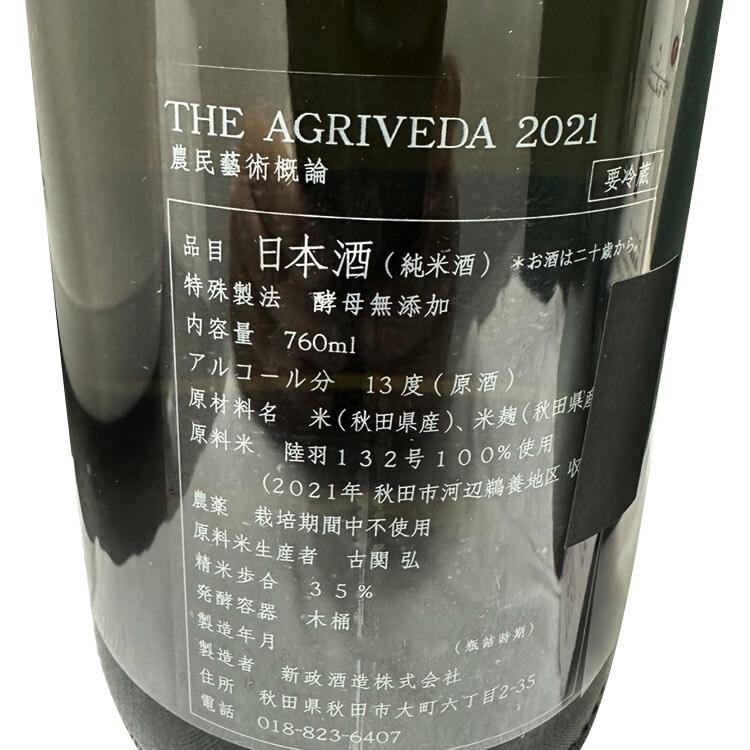 THE AGRIVEDA 2021
農民藝術概論
要冷蔵
品目 日本酒（純米酒） ＊お酒は二十歳から。
特殊製法 酵母無添加
内容量 760ml
アルコール分 13度（原酒）
原材料名 米（秋田県産）、米麹（秋田県産
原料米 陸羽１３２号１００％使用
（2021年 秋田市河辺鵜養地区 収
農薬 栽培期間中不使用
原料米生産者 古関 弘
精米歩合 ３５％
発酵容器 木桶
製造年月 （瓶詰時期）
製造者 新政酒造株式会社
住所 秋田県秋田市大町六丁目2-35
電話 018-823-6407